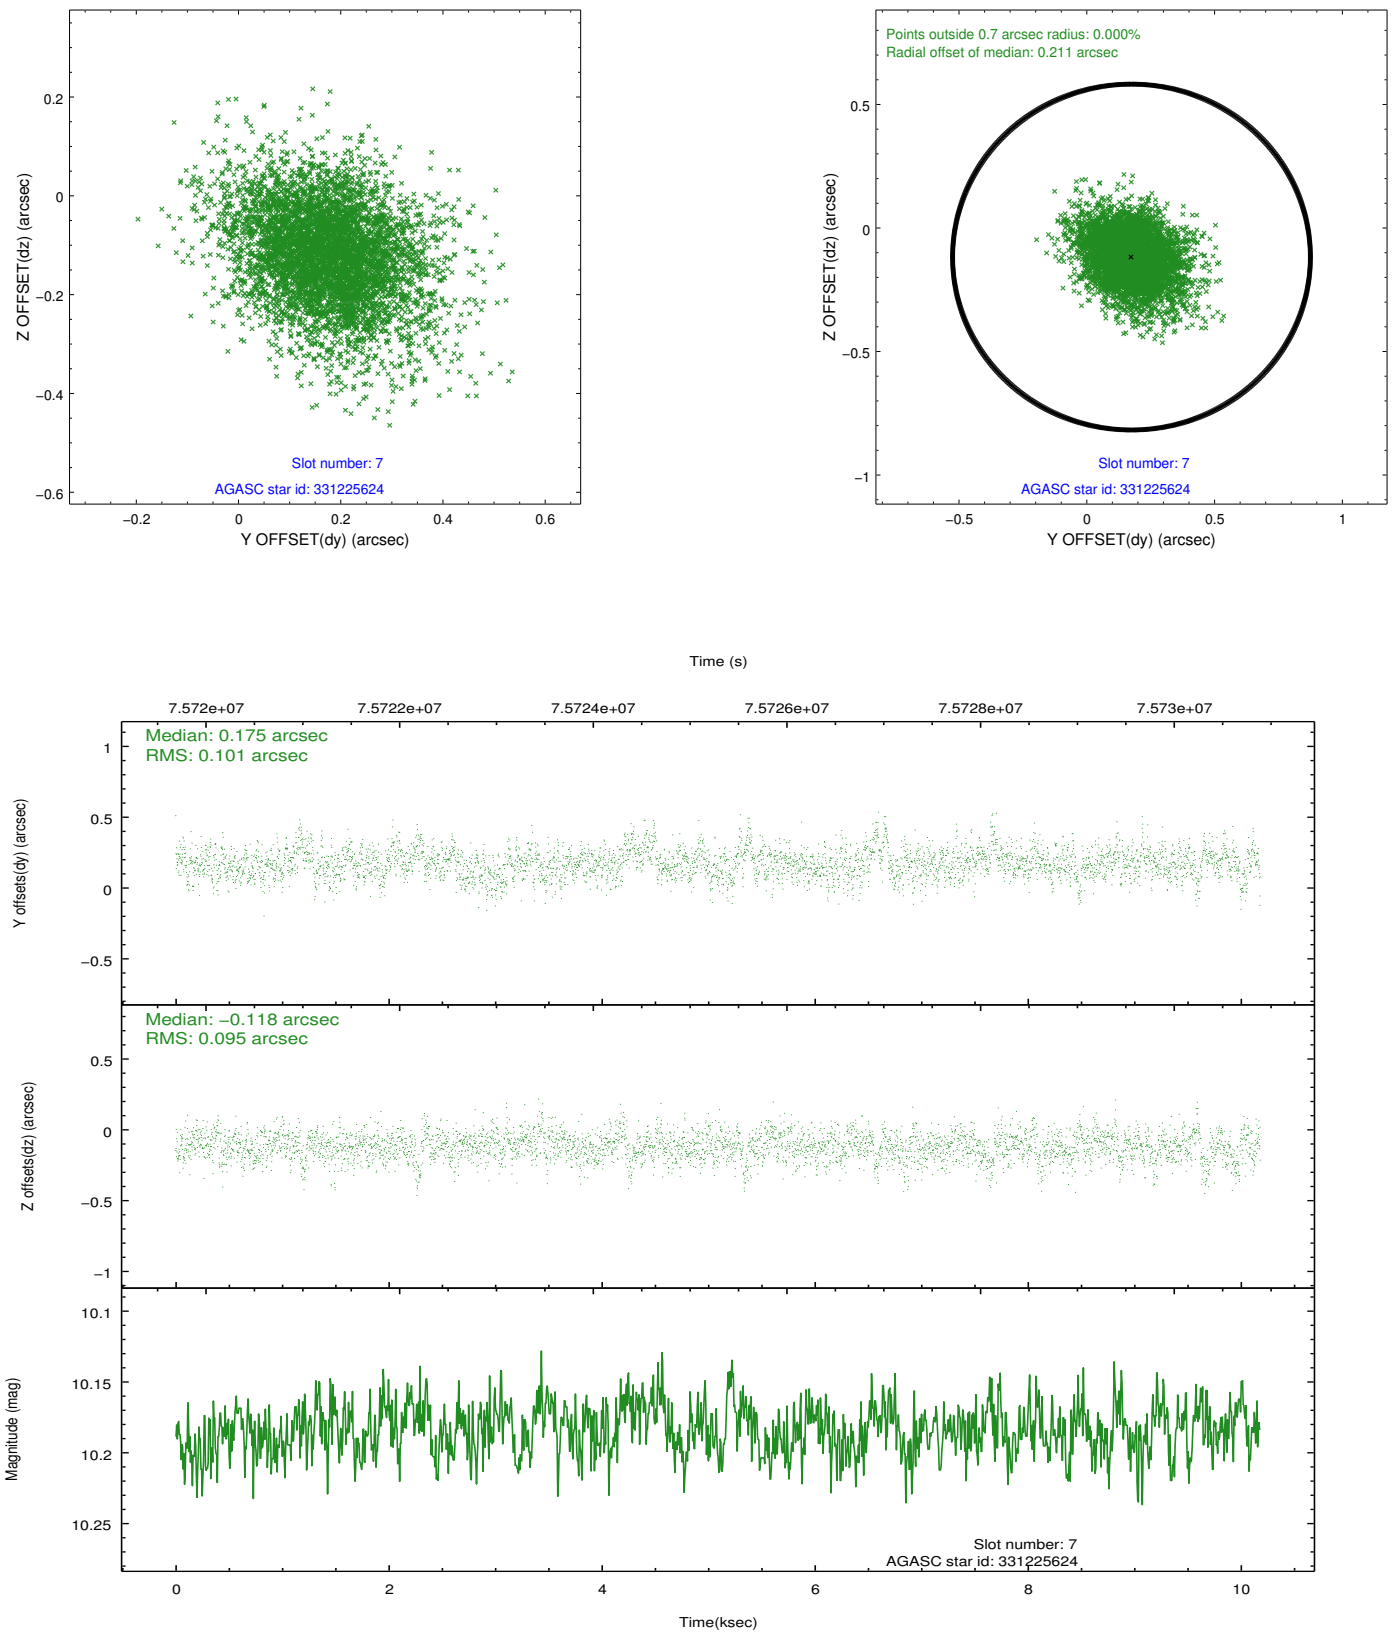 0.2
0
−0.2
−0.4
−0.6
−0.2
0
0.2
0.4
0.6
Z OFFSET(dz) (arcsec)
Y OFFSET(dy) (arcsec)
Slot number: 7
AGASC star id: 331225624
Points outside 0.7 arcsec radius: 0.000%
Radial offset of median: 0.211 arcsec
0.5
0
−0.5
−1
−0.5
0
0.5
1
Z OFFSET(dz) (arcsec)
Y OFFSET(dy) (arcsec)
Slot number: 7
AGASC star id: 331225624
Time (s)
7.572e+07
7.5722e+07
7.5724e+07
7.5726e+07
7.5728e+07
7.573e+07
Median: 0.175 arcsec
RMS: 0.101 arcsec
1
0.5
0
−0.5
Y offsets(dy) (arcsec)
Median: −0.118 arcsec
RMS: 0.095 arcsec
0.5
0
−0.5
−1
Z offsets(dz) (arcsec)
10.1
10.15
10.2
10.25
Magnitude (mag)
Slot number: 7
AGASC star id: 331225624
0
2
4
6
8
10
Time(ksec)